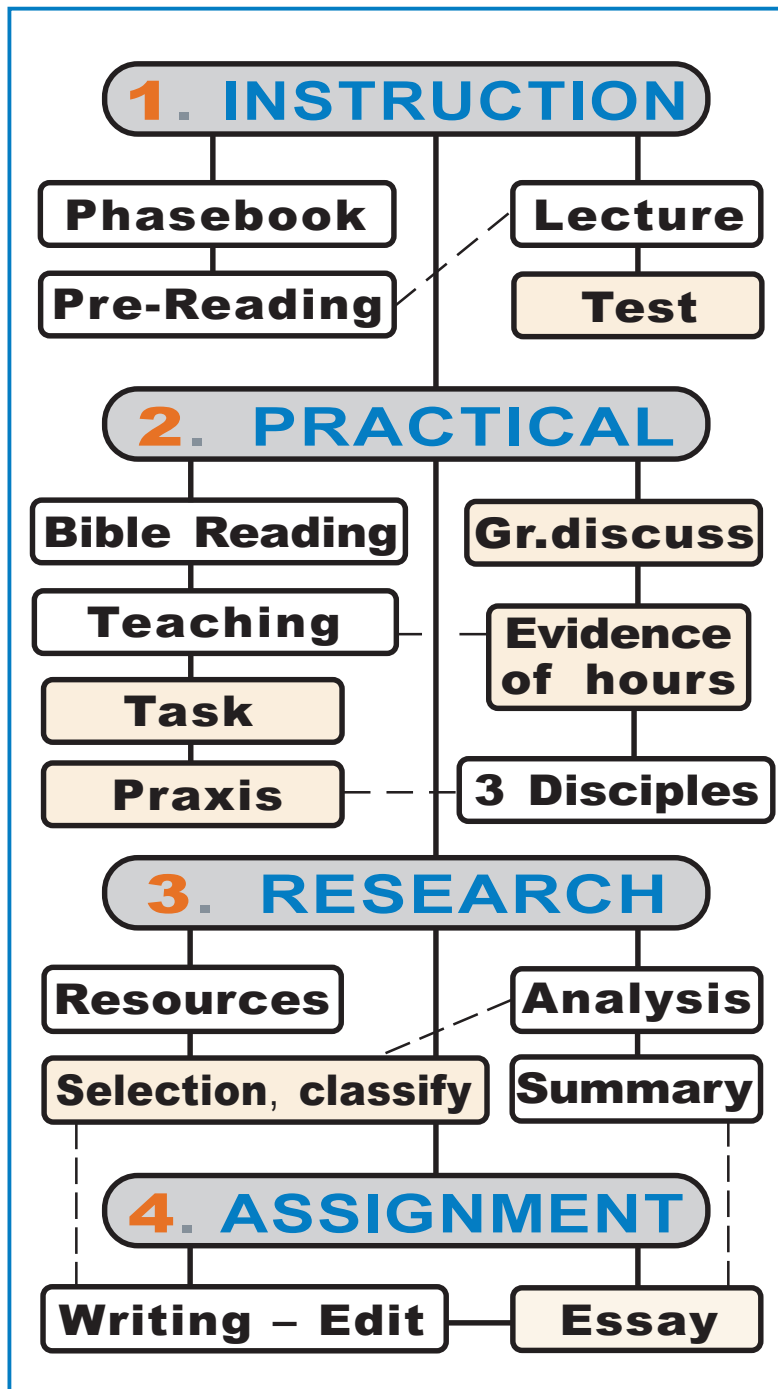 1. INSTRUCTION
Phasebook
Lecture
Pre-Reading
Test
2. PRACTICAL
Bible Reading
Gr.discuss
Teaching
Evidence
of hours
Task
Praxis
3 Disciples
3. RESEARCH
Resources
Analysis
Selection, classify
Summary
4. ASSIGNMENT
Writing – Edit
Essay